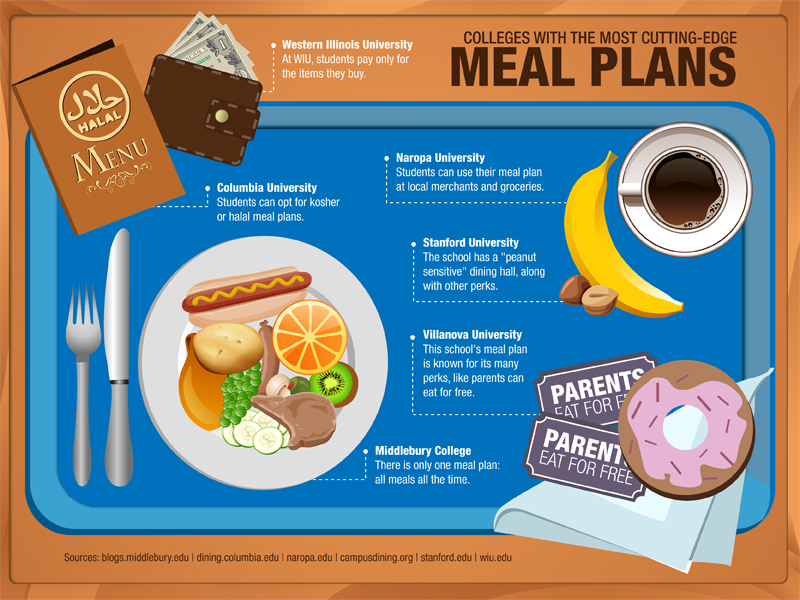 COLLEGES WITH THE MOST CUTTING-EDGE
MEAL PLANS
Western Illinois University
At WIU, students pay only for
the items they buy.
حلال
HALAL
MENU
Columbia University
Students can opt for kosher
or halal meal plans.
Naropa University
Students can use their meal plan
at local merchants and groceries.
Stanford University
The school has a "peanut
sensitive" dining hall, along
with other perks.
Villanova University
This school's meal plan
is known for its many
perks, like parents can
eat for free.
PARENTS
EAT FOR
PARENT
EAT FOR FREE
Middlebury College
There is only one meal plan:
all meals all the time.
Sources: blogs.middlebury.edu | dining.columbia.edu | naropa.edu | campusdining.org | stanford.edu | wiu.edu